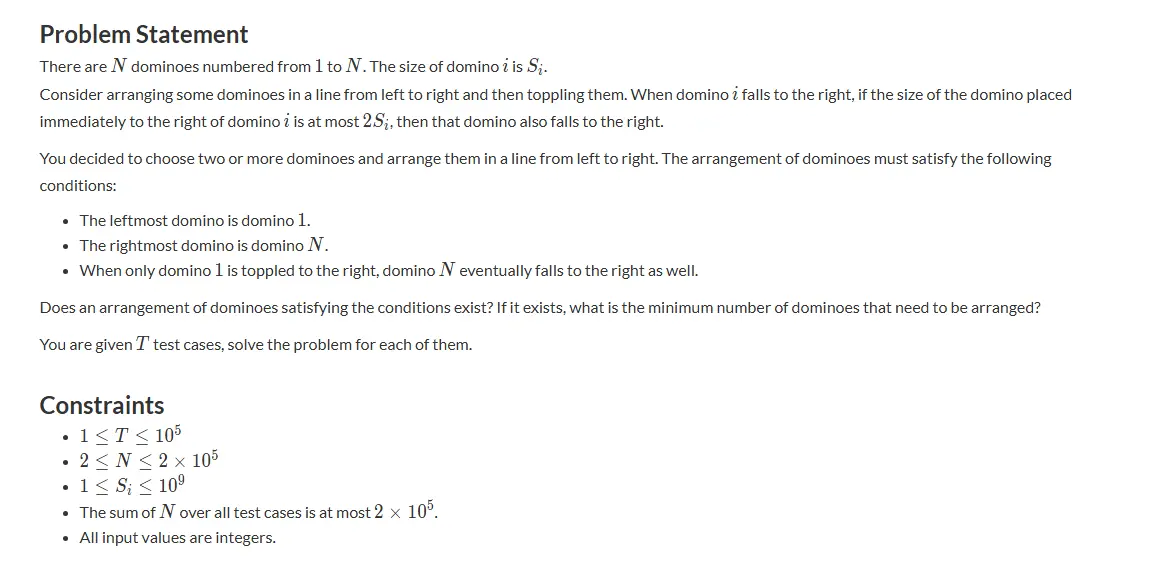 Problem Statement
There are N dominoes numbered from 1 to N. The size of domino i is S_i.
Consider arranging some dominoes in a line from left to right and then toppling them. When domino i falls to the right, if the size of the domino placed
immediately to the right of domino i is at most 2S_i, then that domino also falls to the right.
You decided to choose two or more dominoes and arrange them in a line from left to right. The arrangement of dominoes must satisfy the following
conditions:
• The leftmost domino is domino 1.
• The rightmost domino is domino N.
• When only domino 1 is toppled to the right, domino N eventually falls to the right as well.
Does an arrangement of dominoes satisfying the conditions exist? If it exists, what is the minimum number of dominoes that need to be arranged?
You are given T test cases, solve the problem for each of them.
Constraints
• 1 ≤ T ≤ 10^5
• 2 ≤ N ≤ 2 × 10^5
• 1 ≤ S_i ≤ 10^9
• The sum of N over all test cases is at most 2 × 10^5.
• All input values are integers.